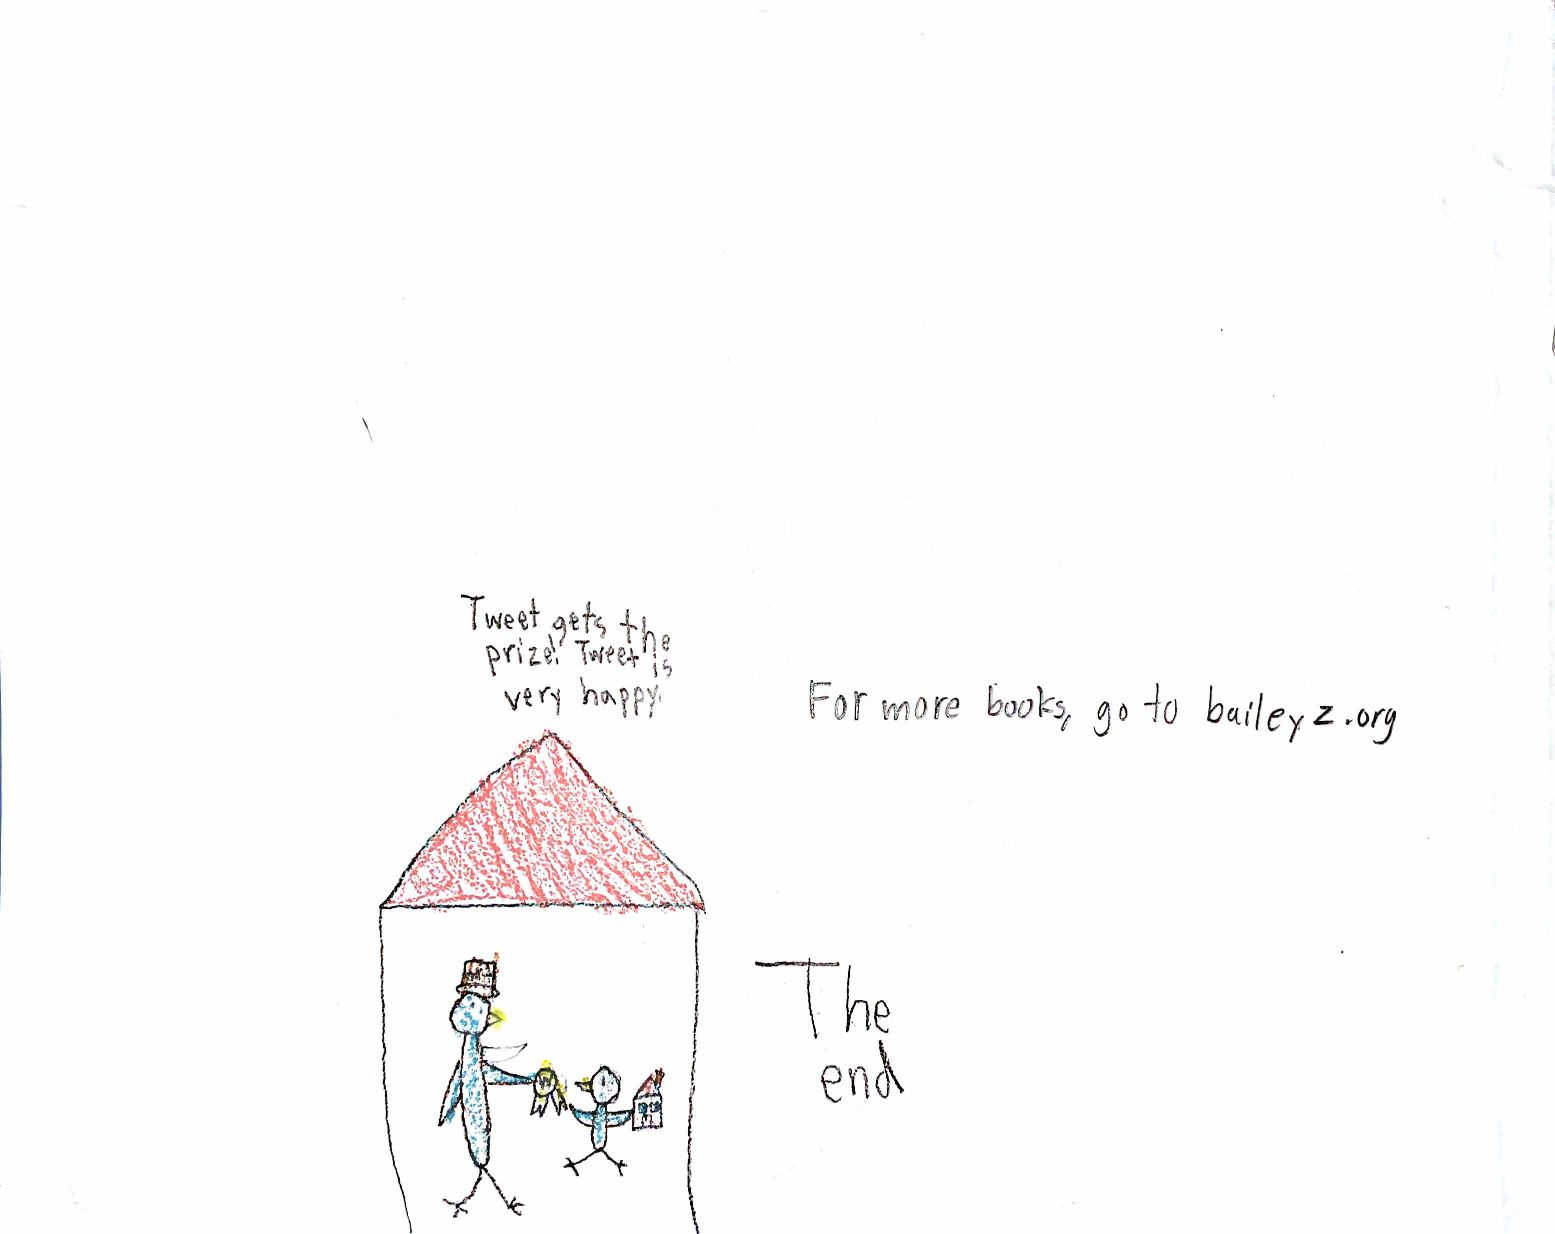 Tweet gets the
prize! Tweet is
very happy.
For more books, go to baileyz.org
The
end